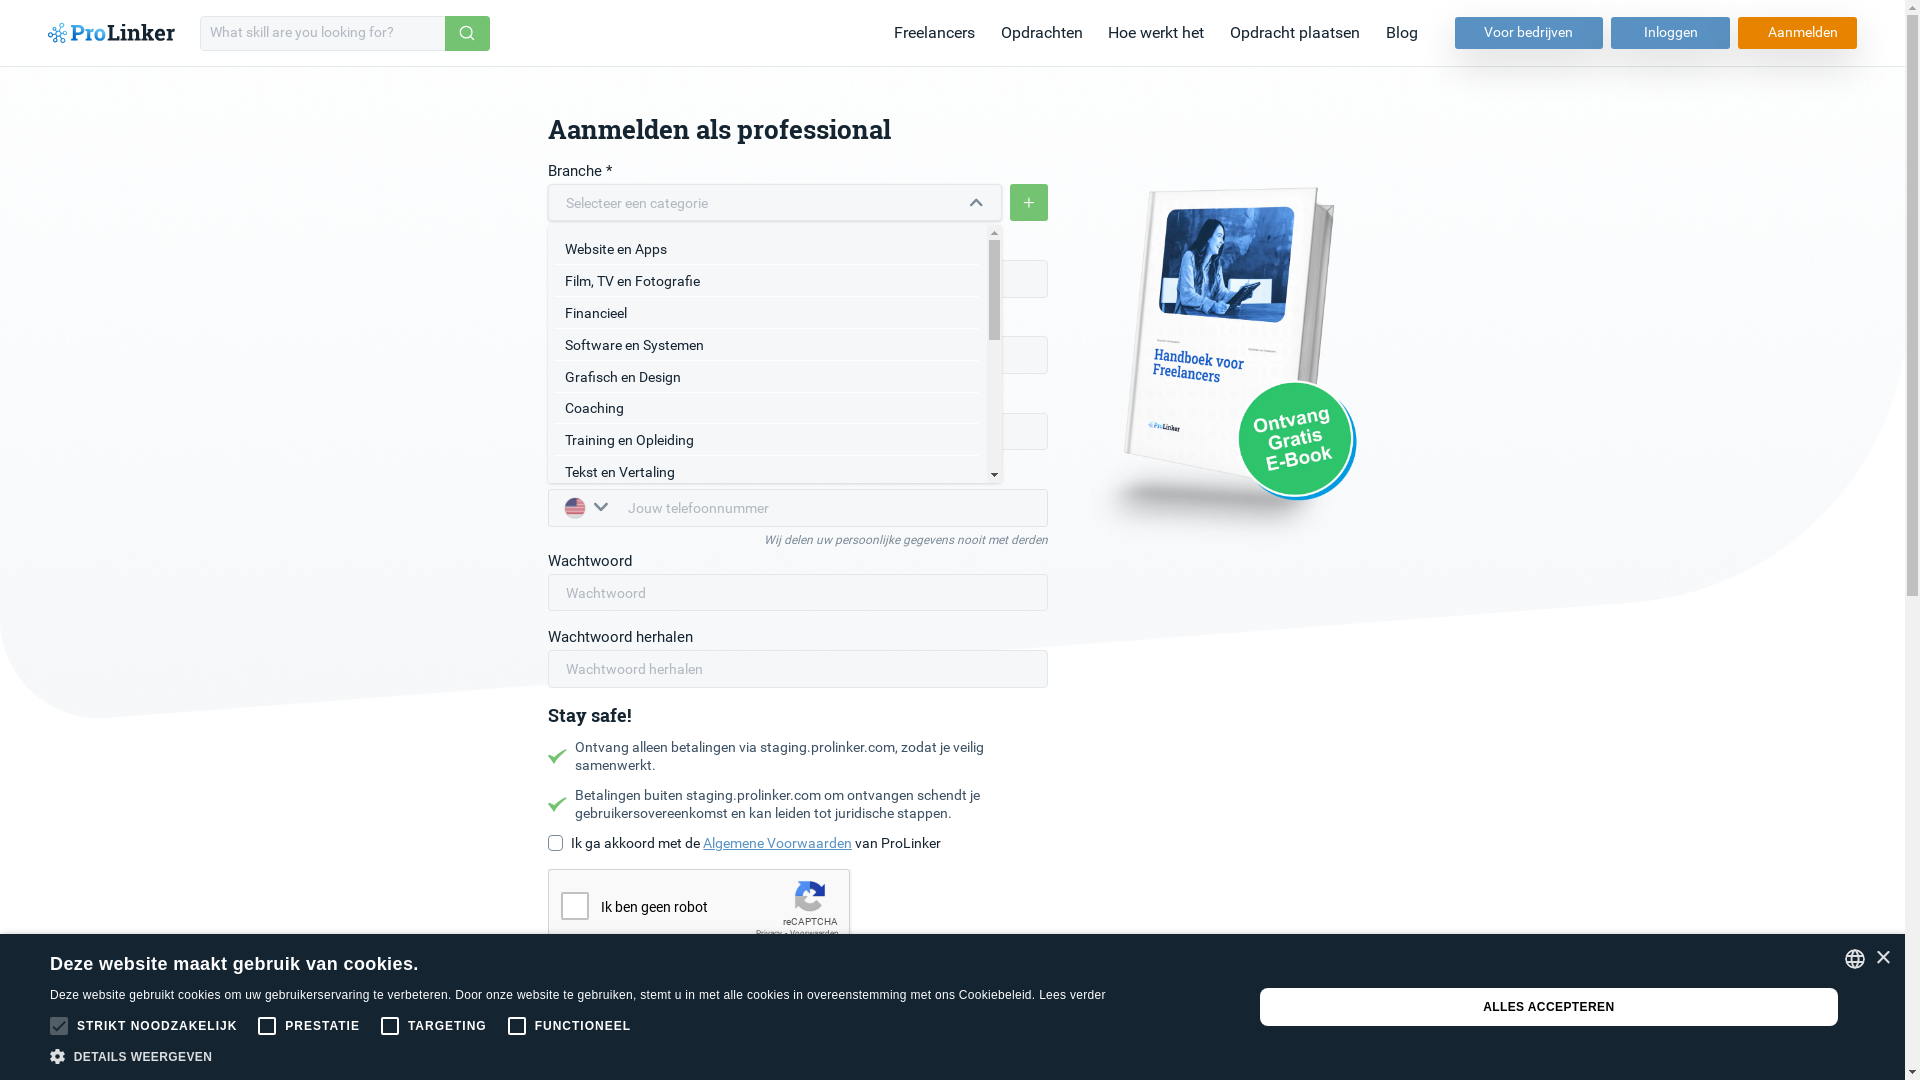 ProLinker
What skill are you looking for?
Freelancers
Opdrachten
Hoe werkt het
Opdracht plaatsen
Blog
Voor bedrijven
Inloggen
Aanmelden
Aanmelden als professional
Branche *
Selecteer een categorie
+
Website en Apps
Film, TV en Fotografie
Financieel
Software en Systemen
Grafisch en Design
Coaching
Training en Opleiding
Tekst en Vertaling
Jouw telefoonnummer
Wij delen uw persoonlijke gegevens nooit met derden
Wachtwoord
Wachtwoord
Wachtwoord herhalen
Wachtwoord herhalen
Handboek voor
Freelancers
ProLinker
Ontvang
Gratis
E-Book
Stay safe!
Ontvang alleen betalingen via staging.prolinker.com, zodat je veilig
samenwerkt.
Betalingen buiten staging.prolinker.com om ontvangen schendt je
gebruikersovereenkomst en kan leiden tot juridische stappen.
Ik ga akkoord met de Algemene Voorwaarden van ProLinker
Ik ben geen robot
reCAPTCHA
Privacy - Voorwaarden
Deze website maakt gebruik van cookies.
Deze website gebruikt cookies om uw gebruikerservaring te verbeteren. Door onze website te gebruiken, stemt u in met alle cookies in overeenstemming met ons Cookiebeleid. Lees verder
STRIKT NOODZAKELIJK
PRESTATIE
TARGETING
FUNCTIONEEL
DETAILS WEERGEVEN
ALLES ACCEPTEREN
×